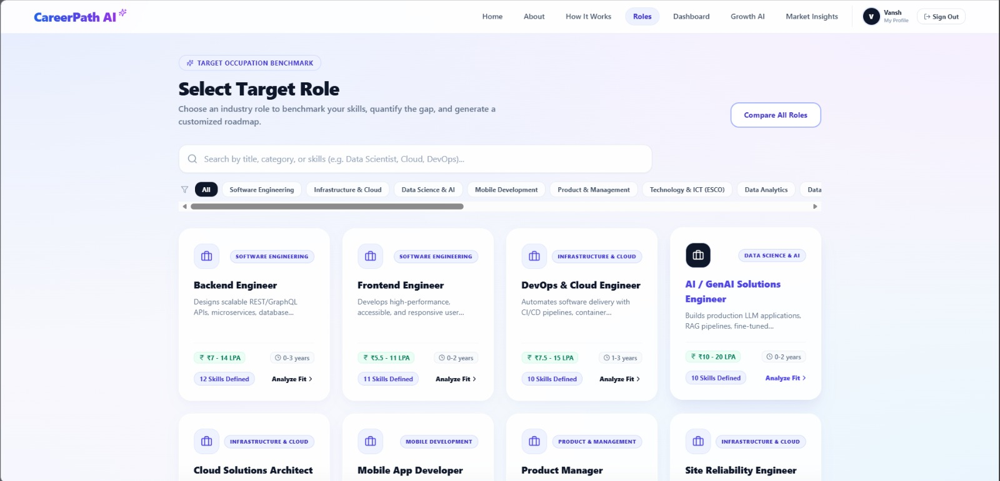 CareerPath AI
Home
About
How It Works
Roles
Dashboard
Growth AI
Market Insights
V
Vansh
My Profile
Sign Out
TARGET OCCUPATION BENCHMARK
Select Target Role
Choose an industry role to benchmark your skills, quantify the gap, and generate a
customized roadmap.
Compare All Roles
Search by title, category, or skills (e.g. Data Scientist, Cloud, DevOps)...
All
Software Engineering
Infrastructure & Cloud
Data Science & AI
Mobile Development
Product & Management
Technology & ICT (ESCO)
Data Analytics
Data
SOFTWARE ENGINEERING
Backend Engineer
Designs scalable REST/GraphQL
APIs, microservices, database...
₹ ₹7 - 14 LPA
0-3 years
12 Skills Defined
Analyze Fit
SOFTWARE ENGINEERING
Frontend Engineer
Develops high-performance,
accessible, and responsive user...
₹ ₹5.5 - 11 LPA
0-2 years
11 Skills Defined
Analyze Fit
INFRASTRUCTURE & CLOUD
DevOps & Cloud Engineer
Automates software delivery with
CI/CD pipelines, container...
₹ ₹7.5 - 15 LPA
1-3 years
10 Skills Defined
Analyze Fit
DATA SCIENCE & AI
AI / GenAI Solutions
Engineer
Builds production LLM applications,
RAG pipelines, fine-tuned...
₹ ₹10 - 20 LPA
0-2 years
10 Skills Defined
Analyze Fit
INFRASTRUCTURE & CLOUD
Cloud Solutions Architect
MOBILE DEVELOPMENT
Mobile App Developer
PRODUCT & MANAGEMENT
Product Manager
INFRASTRUCTURE & CLOUD
Site Reliability Engineer